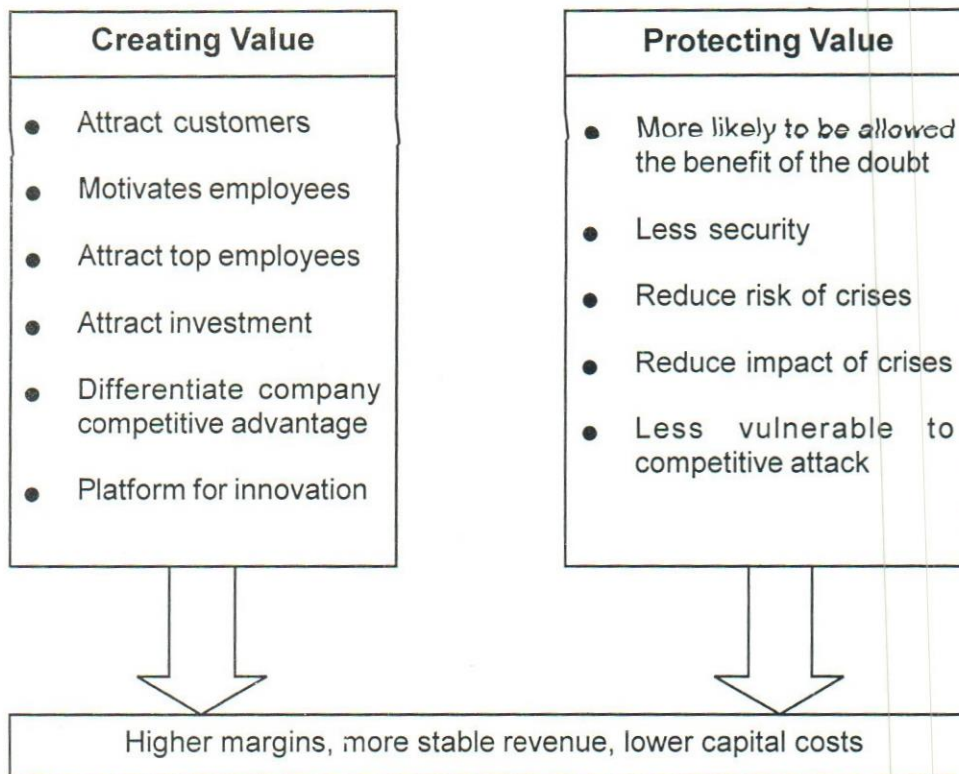 Creating Value
Attract customers
Motivates employees
Attract top employees
Attract investment
Differentiate company
competitive advantage
Platform for innovation
Protecting Value
More likely to be allowed
the benefit of the doubt
Less security
Reduce risk of crises
Reduce impact of crises
Less vulnerable to
competitive attack
Higher margins, more stable revenue, lower capital costs